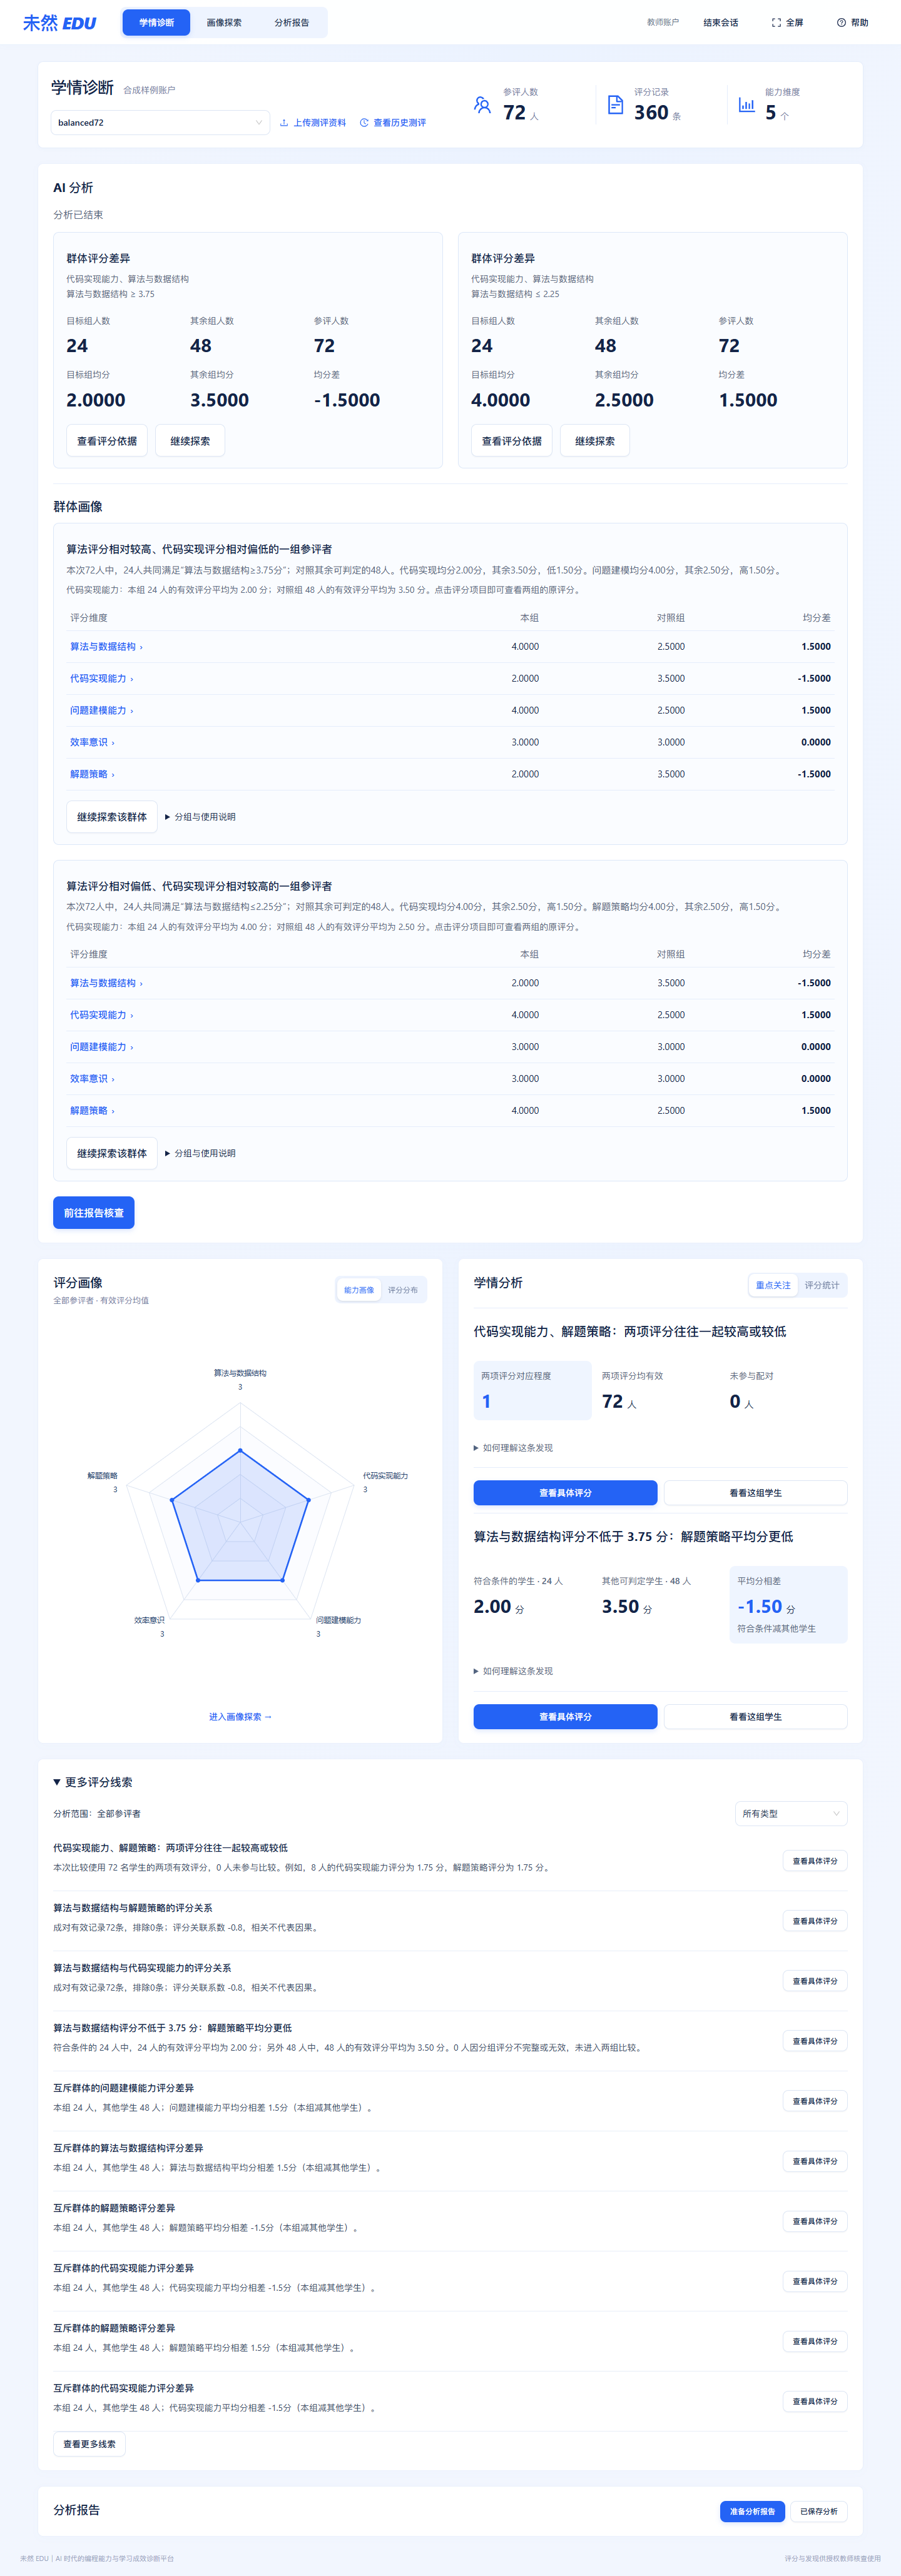 未然 EDU
学情诊断
画像探索
分析报告
教师账户
结束会话
全屏
帮助
学情诊断
合成样例账户
balanced72
上传测评资料
查看历史测评
参评人数
72 人
评分记录
360 条
能力维度
5 个
AI 分析
分析已结束
群体评分差异
代码实现能力、算法与数据结构
算法与数据结构 ≥ 3.75
目标组人数
其余组人数
参评人数
24
48
72
目标组均分
其余组均分
均分差
2.0000
3.5000
-1.5000
查看评分依据
继续探索
群体评分差异
代码实现能力、算法与数据结构
算法与数据结构 ≤ 2.25
目标组人数
其余组人数
参评人数
24
48
72
目标组均分
其余组均分
均分差
4.0000
2.5000
1.5000
查看评分依据
继续探索
群体画像
算法评分相对较高、代码实现评分相对偏低的一组参评者
本次72人中，24人共同满足“算法与数据结构≥3.75分”；对照其余可判定的48人。代码实现均分2.00分，其余3.50分，低1.50分。问题建模均分4.00分，其余2.50分，高1.50分。
代码实现能力：本组 24 人的有效评分平均为 2.00 分；对照组 48 人的有效评分平均为 3.50 分。点击评分项目即可查看两组的原评分。
评分维度 本组 对照组 均分差
算法与数据结构 › 4.0000 2.5000 1.5000
代码实现能力 › 2.0000 3.5000 -1.5000
问题建模能力 › 4.0000 2.5000 1.5000
效率意识 › 3.0000 3.0000 0.0000
解题策略 › 2.0000 3.5000 -1.5000
继续探索该群体
▶ 分组与使用说明
算法评分相对偏低、代码实现评分相对较高的一组参评者
本次72人中，24人共同满足“算法与数据结构≤2.25分”；对照其余可判定的48人。代码实现均分4.00分，其余2.50分，高1.50分。解题策略均分4.00分，其余2.50分，高1.50分。
代码实现能力：本组 24 人的有效评分平均为 4.00 分；对照组 48 人的有效评分平均为 2.50 分。点击评分项目即可查看两组的原评分。
评分维度 本组 对照组 均分差
算法与数据结构 › 2.0000 3.5000 -1.5000
代码实现能力 › 4.0000 2.5000 1.5000
问题建模能力 › 3.0000 3.0000 0.0000
效率意识 › 3.0000 3.0000 0.0000
解题策略 › 4.0000 2.5000 1.5000
继续探索该群体
▶ 分组与使用说明
前往报告核查
评分画像
全部参评者 · 有效评分均值
能力画像
评分分布
算法与数据结构
3
代码实现能力
3
问题建模能力
3
效率意识
3
解题策略
3
进入画像探索 →
学情分析
重点关注
评分统计
代码实现能力、解题策略：两项评分往往一起较高或较低
两项评分对应程度
1
两项评分均有效
72 人
未参与配对
0 人
▶ 如何理解这条发现
查看具体评分
看看这组学生
算法与数据结构评分不低于 3.75 分：解题策略平均分更低
符合条件的学生 · 24 人
2.00 分
其他可判定学生 · 48 人
3.50 分
平均分相差
-1.50 分
符合条件减其他学生
▶ 如何理解这条发现
查看具体评分
看看这组学生
▼ 更多评分线索
分析范围：全部参评者
所有类型
代码实现能力、解题策略：两项评分往往一起较高或较低
本次比较使用 72 名学生的两项有效评分，0 人未参与比较。例如，8 人的代码实现能力评分为 1.75 分，解题策略评分为 1.75 分。
查看具体评分
算法与数据结构与解题策略的评分关系
成对有效记录72条，排除0条；评分关联系数 -0.8，相关不代表因果。
查看具体评分
算法与数据结构与代码实现能力的评分关系
成对有效记录72条，排除0条；评分关联系数 -0.8，相关不代表因果。
查看具体评分
算法与数据结构评分不低于 3.75 分：解题策略平均分更低
符合条件的 24 人中，24 人的有效评分平均为 2.00 分；另外 48 人中，48 人的有效评分平均为 3.50 分。0 人因分组评分不完整或无效，未进入两组比较。
查看具体评分
互斥群体的问题建模能力评分差异
本组 24 人，其他学生 48 人；问题建模能力平均分相差 1.5分（本组减其他学生）。
查看具体评分
互斥群体的算法与数据结构评分差异
本组 24 人，其他学生 48 人；算法与数据结构平均分相差 1.5分（本组减其他学生）。
查看具体评分
互斥群体的解题策略评分差异
本组 24 人，其他学生 48 人；解题策略平均分相差 -1.5分（本组减其他学生）。
查看具体评分
互斥群体的代码实现能力评分差异
本组 24 人，其他学生 48 人；代码实现能力平均分相差 -1.5分（本组减其他学生）。
查看具体评分
互斥群体的解题策略评分差异
本组 24 人，其他学生 48 人；解题策略平均分相差 1.5分（本组减其他学生）。
查看具体评分
互斥群体的代码实现能力评分差异
本组 24 人，其他学生 48 人；代码实现能力平均分相差 -1.5分（本组减其他学生）。
查看具体评分
查看更多线索
分析报告
准备分析报告
已保存分析
未然 EDU | AI 时代的编程能力与学习成效诊断平台
评分与发现供授权教师核查使用